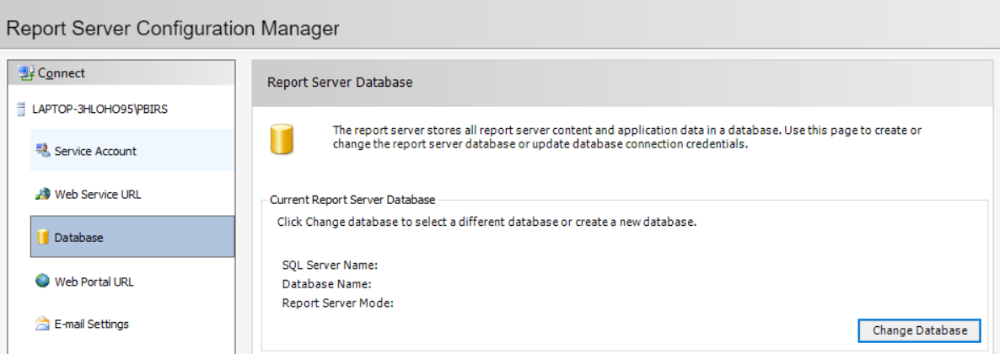 Report Server Configuration Manager
Connect
LAPTOP-3HLOHO95\PBIRS
Service Account
Web Service URL
Database
Web Portal URL
E-mail Settings
Report Server Database
The report server stores all report server content and application data in a database. Use this page to create or
change the report server database or update database connection credentials.
Current Report Server Database
Click Change database to select a different database or create a new database.
SQL Server Name:
Database Name:
Report Server Mode:
Change Database